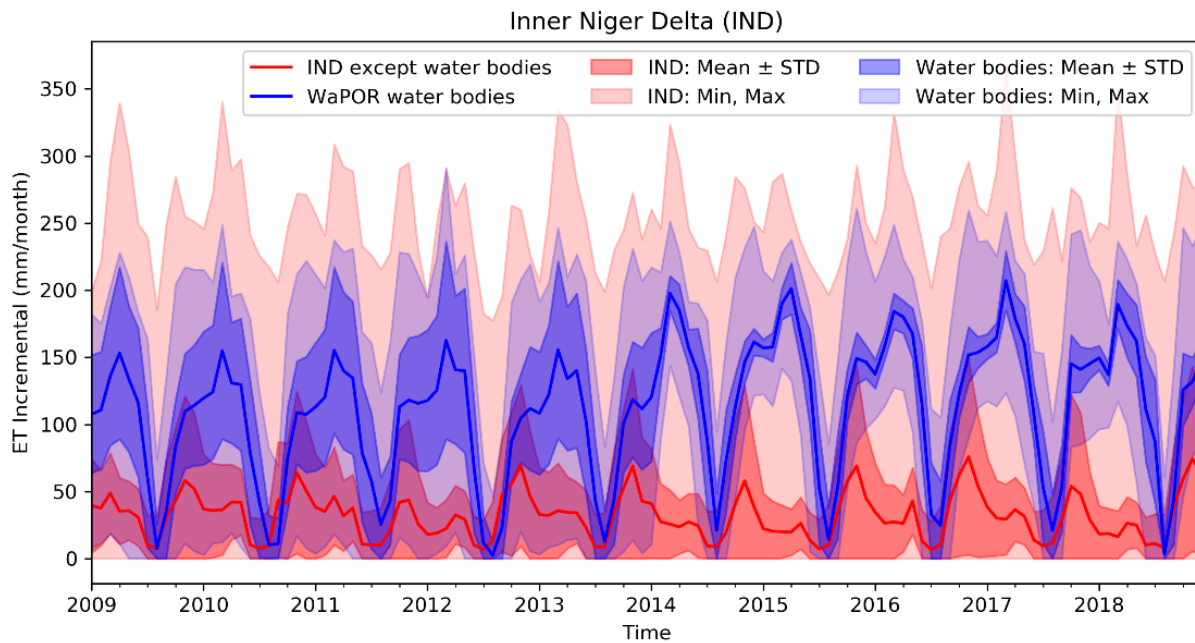 Inner Niger Delta (IND)
IND except water bodies
WaPOR water bodies
IND: Mean ± STD
IND: Min, Max
Water bodies: Mean ± STD
Water bodies: Min, Max
ET Incremental (mm/month)
350
300
250
200
150
100
50
0
2009 2010 2011 2012 2013 2014 2015 2016 2017 2018
Time